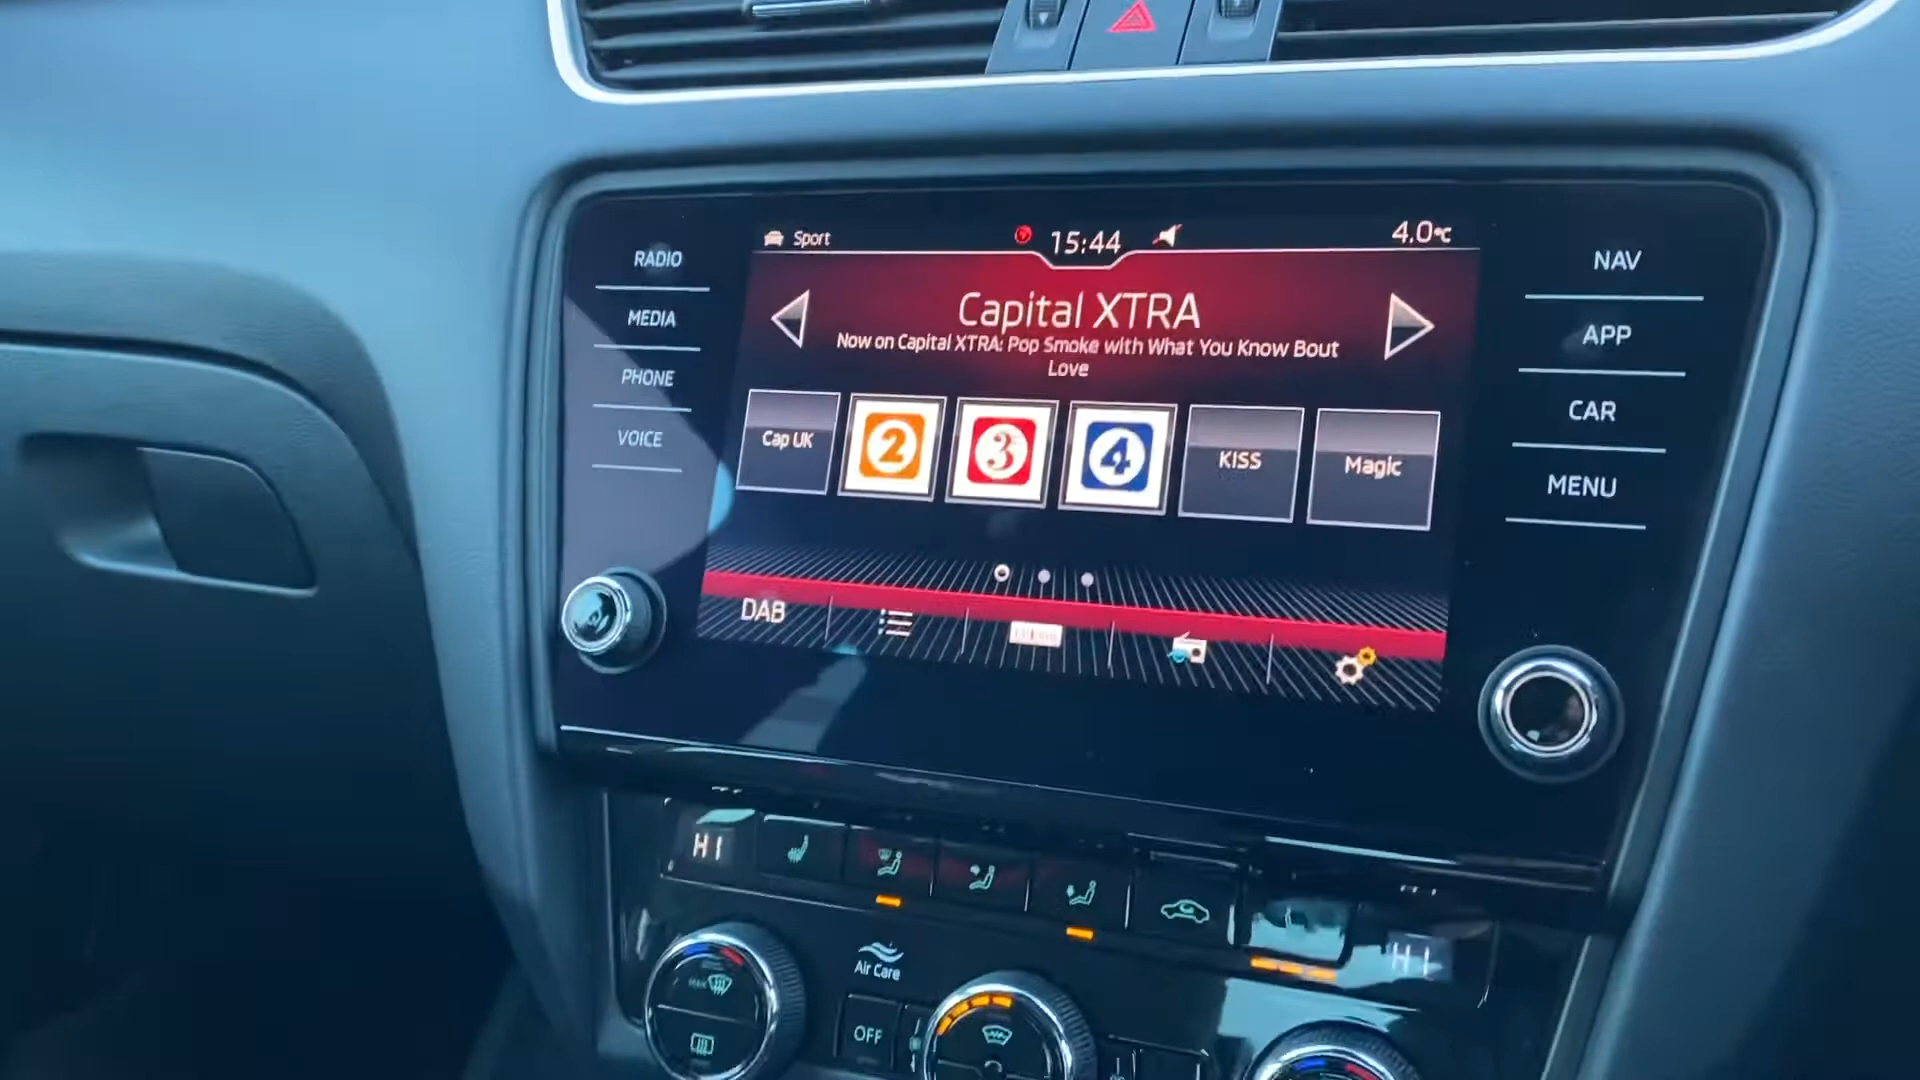 Sport
15:44
4.0°C
RADIO
MEDIA
PHONE
VOICE
NAV
APP
CAR
MENU
Capital XTRA
Now on Capital XTRA: Pop Smoke with What You Know Bout
Love
Cap UK
2
3
4
KISS
Magic
DAB
HI
HI
Air Care
MAX
OFF